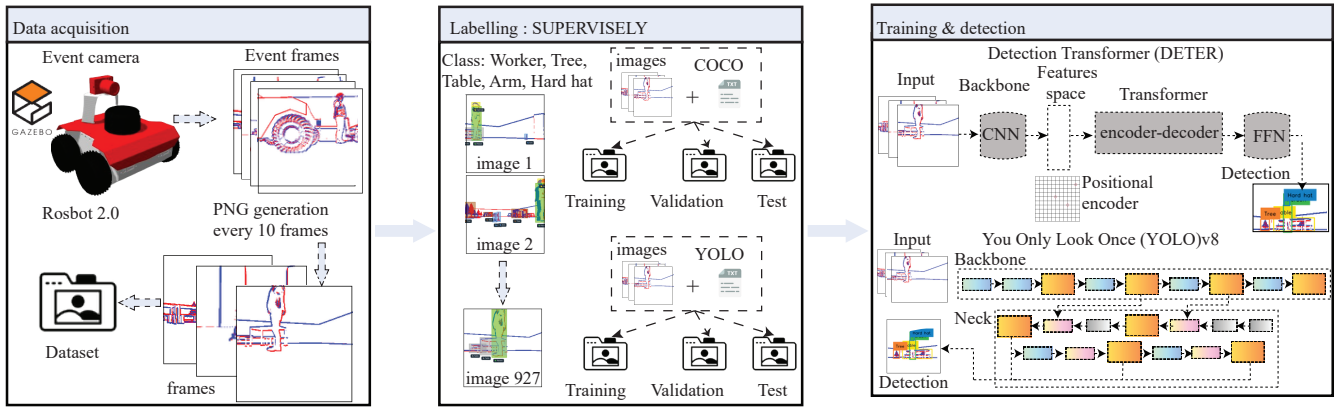 Data acquisition
Event camera
Event frames
GAZEBO
Rosbot 2.0
PNG generation
every 10 frames
Dataset
frames
Labelling : SUPERVISELY
Class: Worker, Tree,
Table, Arm, Hard hat
image 1
image 2
image 927
images
COCO
TXT
+
Training
Validation
Test
images
YOLO
TXT
+
Training
Validation
Test
Training & detection
Detection Transformer (DETER)
Input
Backbone
Features
space
Transformer
CNN
encoder-decoder
FFN
Positional
encoder
Detection
Hard hat
Tree
You Only Look Once (YOLO)v8
Input
Backbone
Neck
Hard hat
Tree
Detection